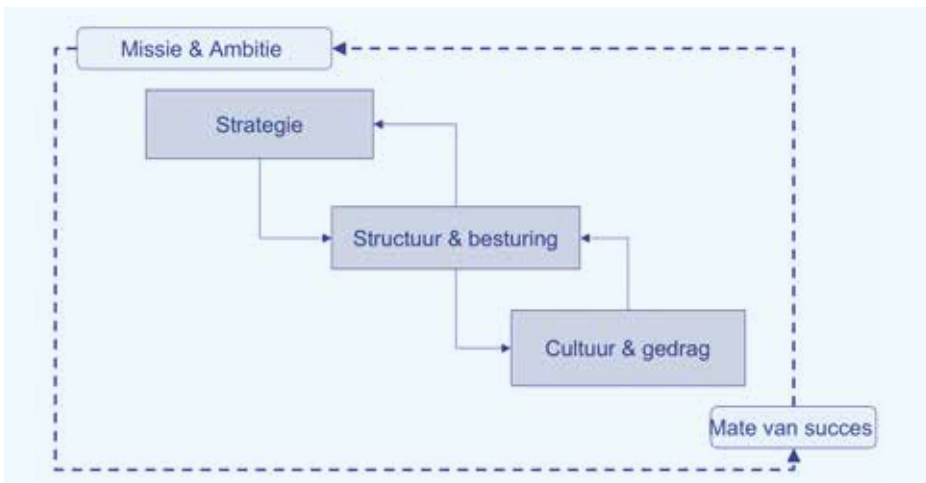 Missie & Ambitie
Strategie
Structuur & besturing
Cultuur & gedrag
Mate van succes